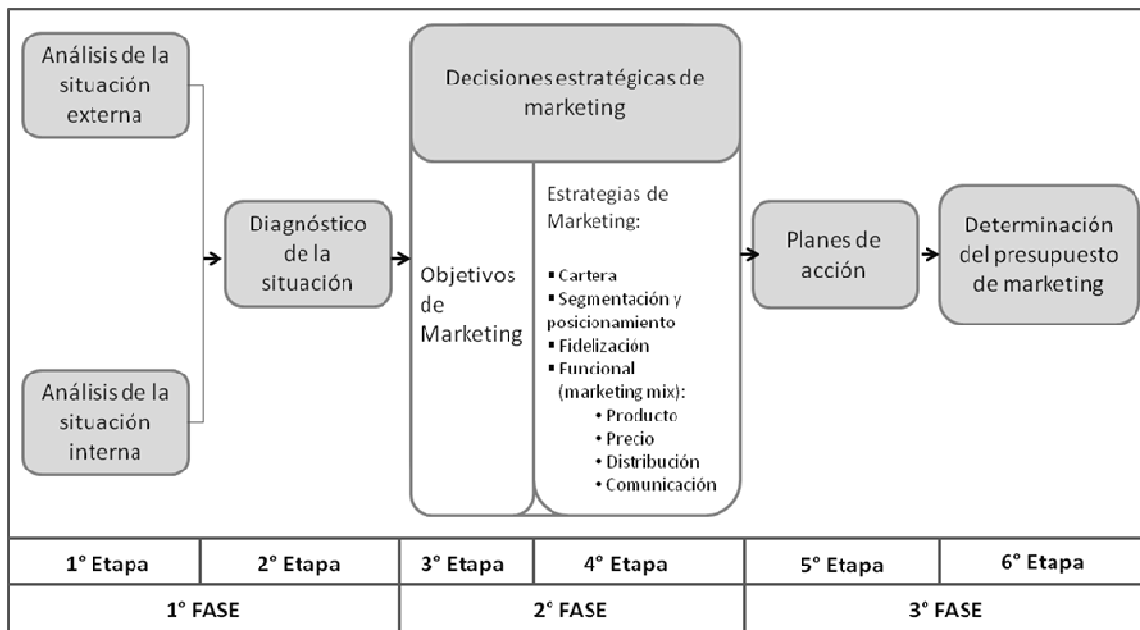 Análisis de la
situación
externa
Análisis de la
situación
interna
Diagnóstico
de la
situación
Decisiones estratégicas de
marketing
Objetivos
de
Marketing
Estrategias de
Marketing:
▪ Cartera
▪ Segmentación y
posicionamiento
▪ Fidelización
▪ Funcional
(marketing mix):
• Producto
• Precio
• Distribución
• Comunicación
Planes de
acción
Determinación
del presupuesto
de marketing
1° Etapa
2° Etapa
3° Etapa
4° Etapa
5° Etapa
6° Etapa
1° FASE
2° FASE
3° FASE